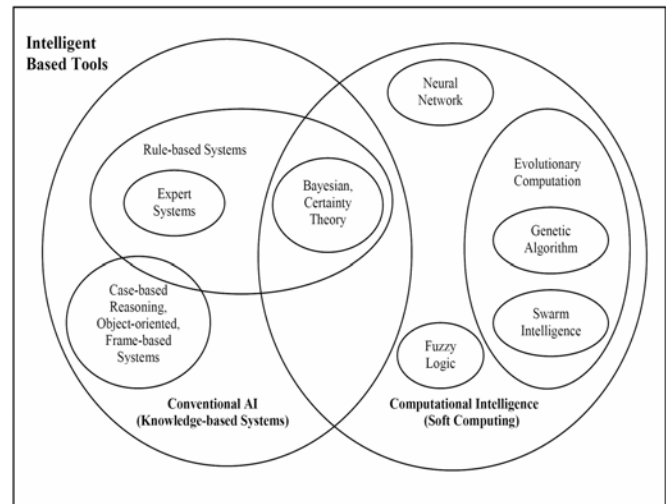 Intelligent
Based Tools
Neural
Network
Rule-based Systems
Expert
Systems
Bayesian,
Certainty
Theory
Evolutionary
Computation
Genetic
Algorithm
Swarm
Intelligence
Case-based
Reasoning,
Object-oriented,
Frame-based
Systems
Fuzzy
Logic
Conventional AI
(Knowledge-based Systems)
Computational Intelligence
(Soft Computing)